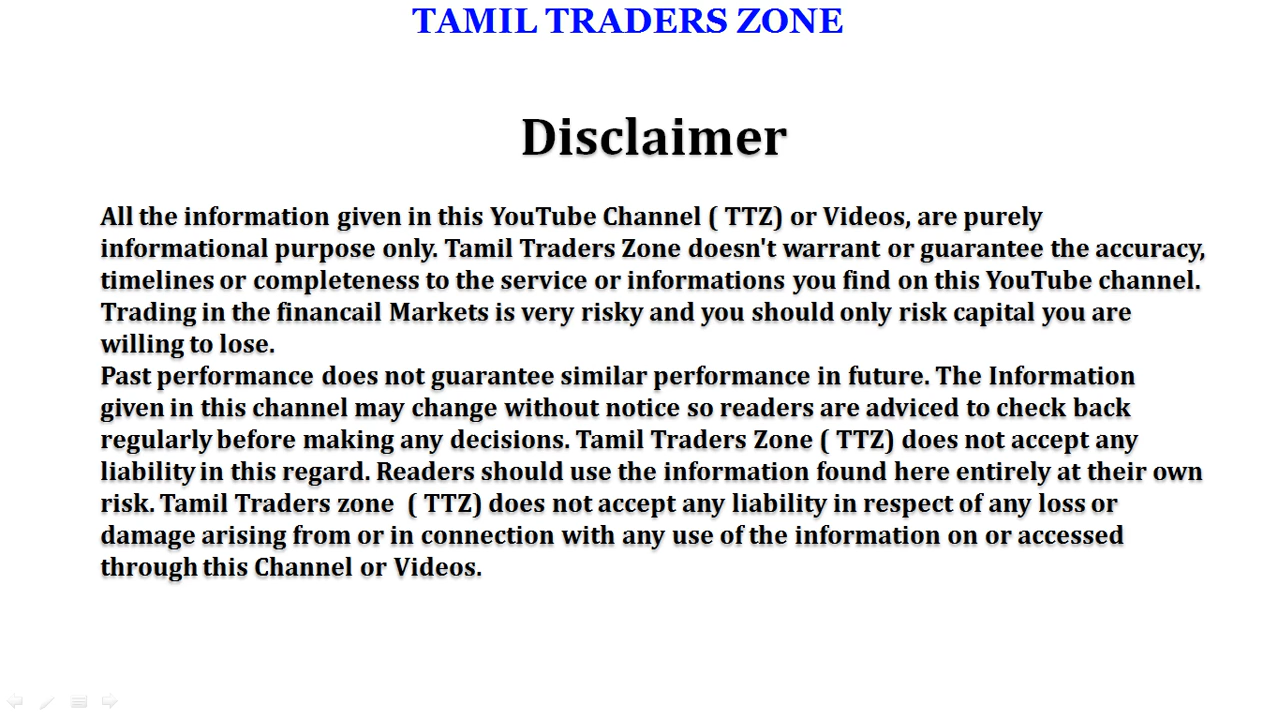 TAMIL TRADERS ZONE
Disclaimer
All the information given in this YouTube Channel ( TTZ) or Videos, are purely
informational purpose only. Tamil Traders Zone doesn't warrant or guarantee the accuracy,
timelines or completeness to the service or informations you find on this YouTube channel.
Trading in the financail Markets is very risky and you should only risk capital you are
willing to lose.
Past performance does not guarantee similar performance in future. The Information
given in this channel may change without notice so readers are adviced to check back
regularly before making any decisions. Tamil Traders Zone ( TTZ) does not accept any
liability in this regard. Readers should use the information found here entirely at their own
risk. Tamil Traders zone  ( TTZ) does not accept any liability in respect of any loss or
damage arising from or in connection with any use of the information on or accessed
through this Channel or Videos.